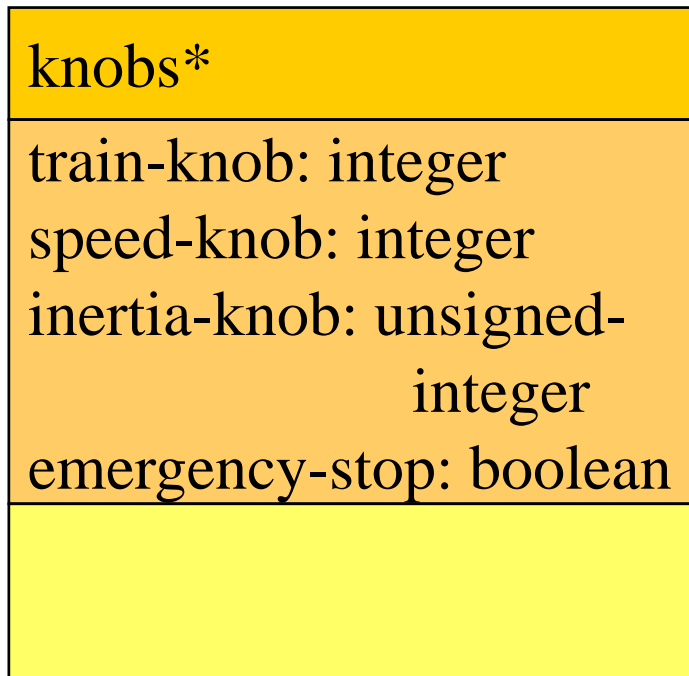 knobs*
train-knob: integer
speed-knob: integer
inertia-knob: unsigned-
integer
emergency-stop: boolean